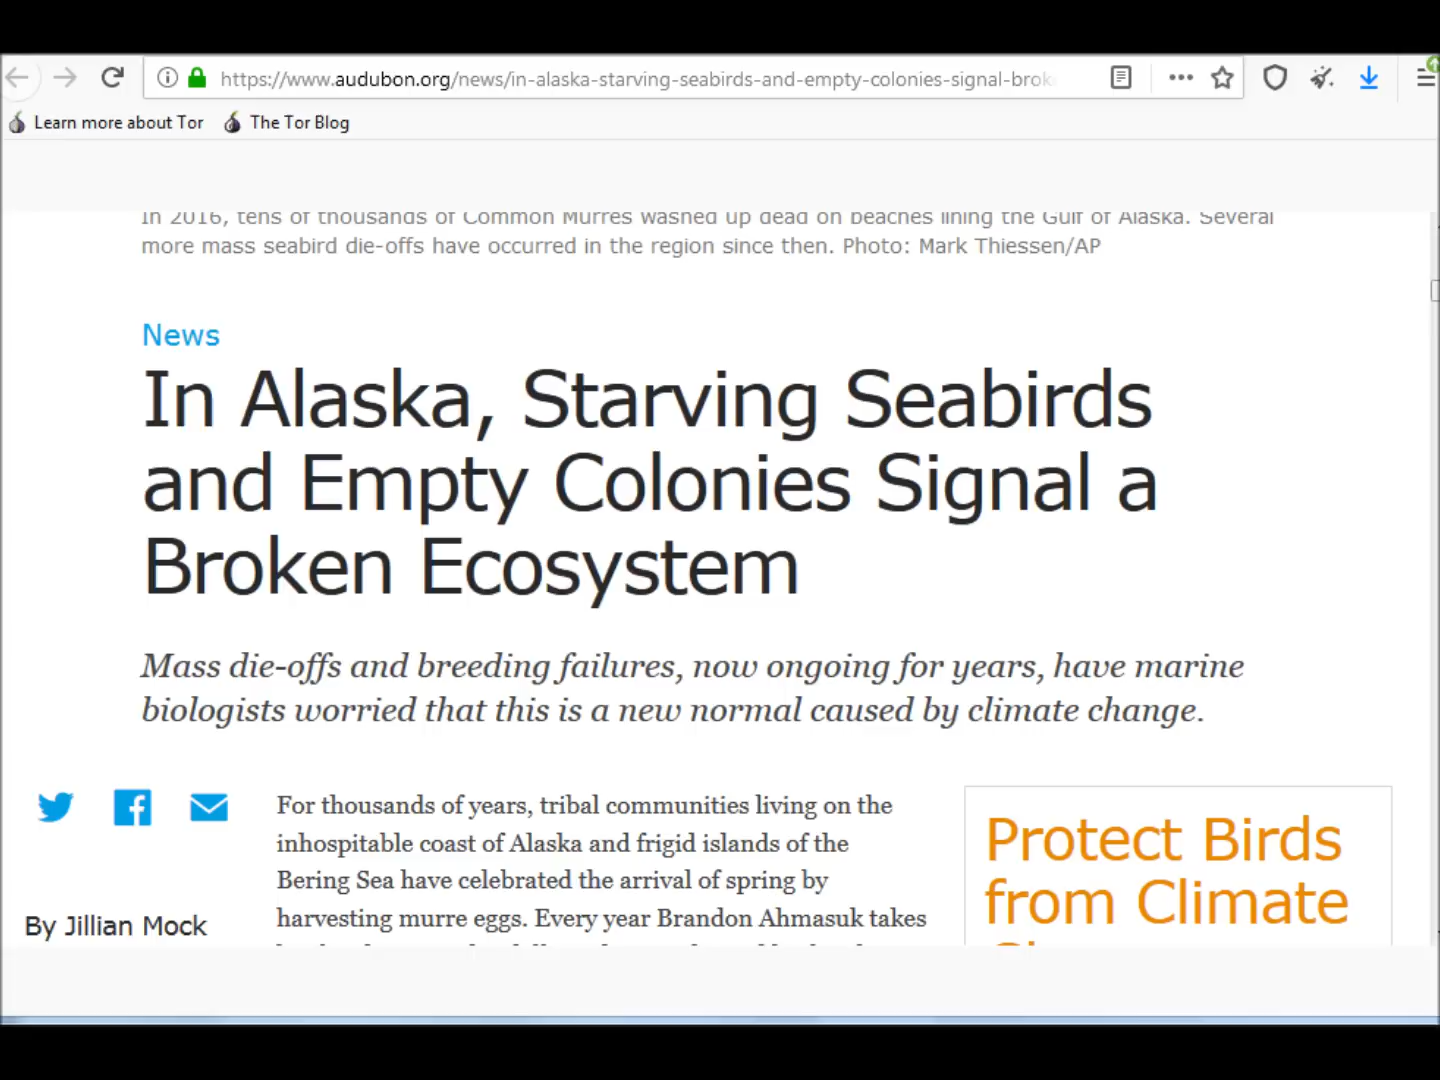 https://www.audubon.org/news/in-alaska-starving-seabirds-and-empty-colonies-signal-brok
Learn more about Tor The Tor Blog
In 2016, tens of thousands of Common Murres washed up dead on beaches lining the Gulf of Alaska. Several
more mass seabird die-offs have occurred in the region since then. Photo: Mark Thiessen/AP
News
In Alaska, Starving Seabirds
and Empty Colonies Signal a
Broken Ecosystem
Mass die-offs and breeding failures, now ongoing for years, have marine
biologists worried that this is a new normal caused by climate change.
By Jillian Mock
For thousands of years, tribal communities living on the
inhospitable coast of Alaska and frigid islands of the
Bering Sea have celebrated the arrival of spring by
harvesting murre eggs. Every year Brandon Ahmasuk takes
Protect Birds
from Climate